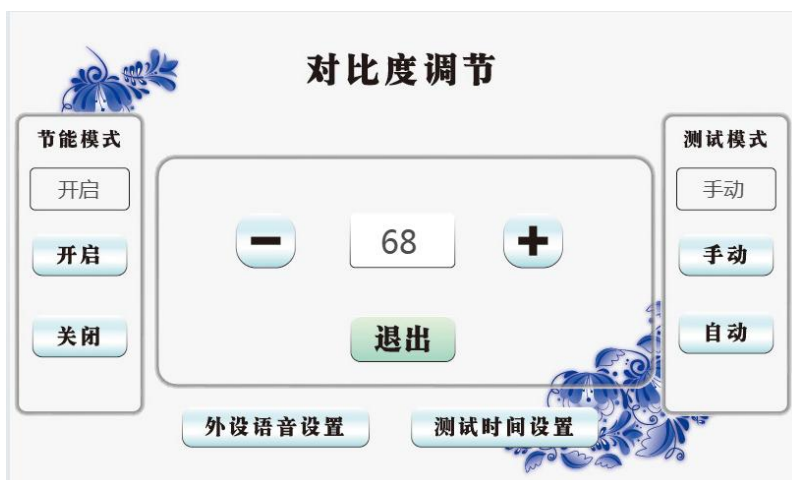 对比度调节
节能模式
开启
开启
关闭
68
退出
测试模式
手动
手动
自动
外设语音设置
测试时间设置